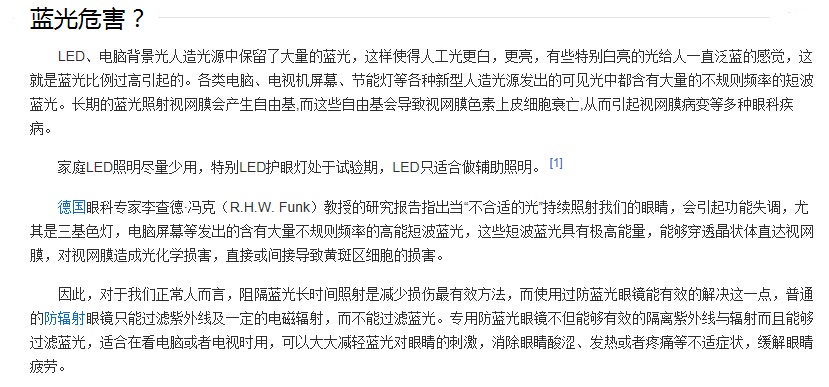 蓝光危害？
LED、电脑背景光人造光源中保留了大量的蓝光，这样使得人工光更白，更亮，有些特别白亮的光给人一直泛蓝的感觉，这
就是蓝光比例过高引起的。各类电脑、电视机屏幕、节能灯等各种新型人造光源发出的可见光中都含有大量的不规则频率的短波
蓝光。长期的蓝光照射视网膜会产生自由基,而这些自由基会导致视网膜色素上皮细胞衰亡,从而引起视网膜病变等多种眼科疾
病。
家庭LED照明尽量少用，特别LED护眼灯处于试验期，LED只适合做辅助照明。 [1]
德国眼科专家李查德·冯克（R.H.W. Funk）教授的研究报告指出当“不合适的光”持续照射我们的眼睛，会引起功能失调，尤
其是三基色灯，电脑屏幕等发出的含有大量不规则频率的高能短波蓝光，这些短波蓝光具有极高能量，能够穿透晶状体直达视网
膜，对视网膜造成光化学损害，直接或间接导致黄斑区细胞的损害。
因此，对于我们正常人而言，阻隔蓝光长时间照射是减少损伤最有效方法，而使用过防蓝光眼镜能有效的解决这一点，普通
的防辐射眼镜只能过滤紫外线及一定的电磁辐射，而不能过滤蓝光。专用防蓝光眼镜不但能够有效的隔离紫外线与辐射而且能够
过滤蓝光，适合在看电脑或者电视时用，可以大大减轻蓝光对眼睛的刺激，消除眼睛酸涩、发热或者疼痛等不适症状，缓解眼睛
疲劳。